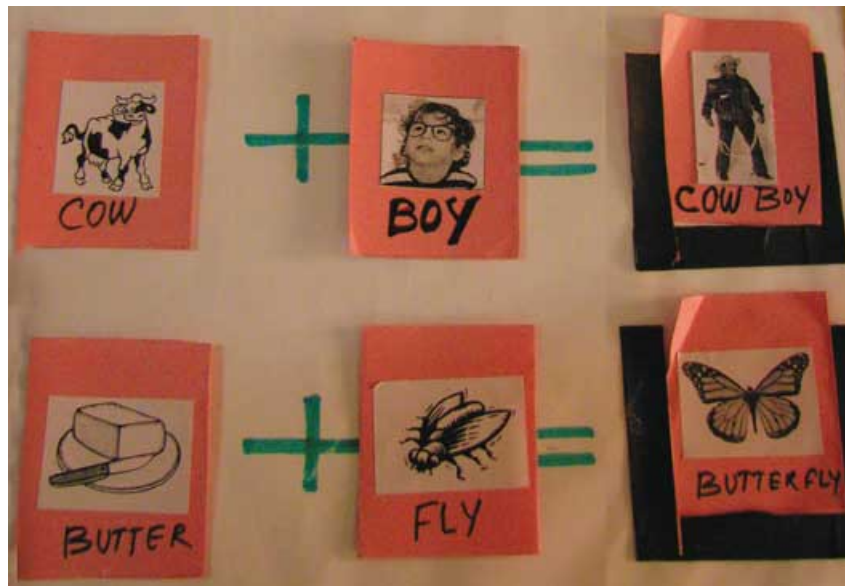 COW + BOY = COW BOY
BUTTER + FLY = BUTTERFLY